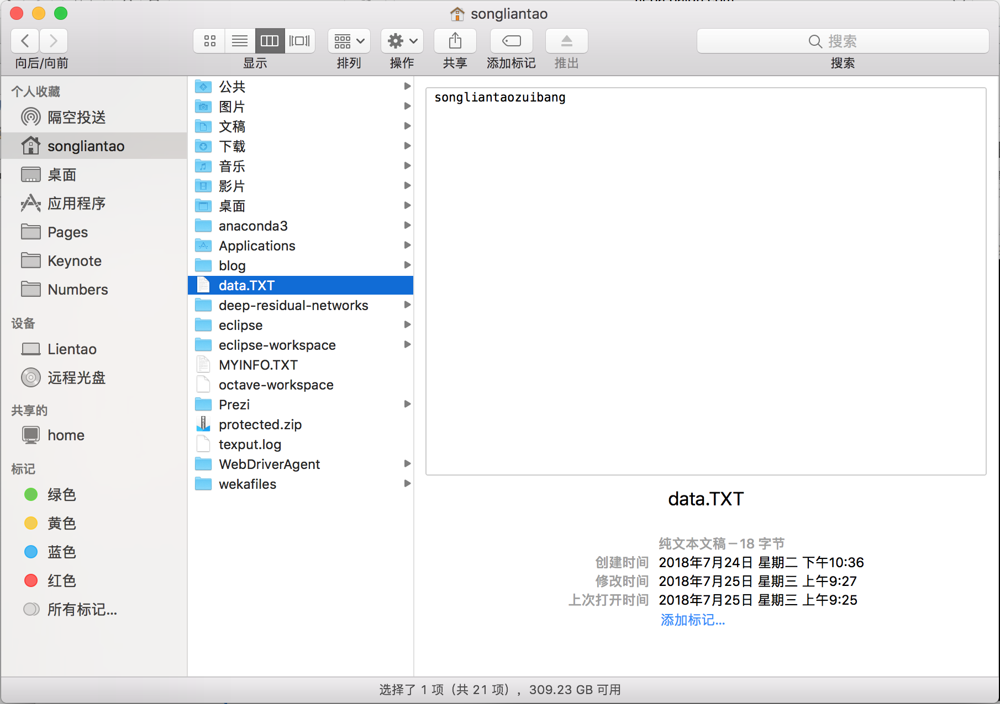 songliantao
向后/向前
显示
排列
操作
共享
添加标记
推出
搜索
搜索
个人收藏
隔空投送
songliantao
桌面
应用程序
Pages
Keynote
Numbers
设备
Lientao
远程光盘
共享的
home
标记
绿色
黄色
蓝色
红色
所有标记...
公共
图片
文稿
下载
音乐
影片
桌面
anaconda3
Applications
blog
data.TXT
deep-residual-networks
eclipse
eclipse-workspace
MYINFO.TXT
octave-workspace
Prezi
protected.zip
texput.log
WebDriverAgent
wekafiles
songliantaozuibang
data.TXT
纯文本文稿 – 18 字节
创建时间 2018年7月24日 星期二 下午10:36
修改时间 2018年7月25日 星期三 上午9:27
上次打开时间 2018年7月25日 星期三 上午9:25
添加标记...
选择了 1 项（共 21 项）, 309.23 GB 可用